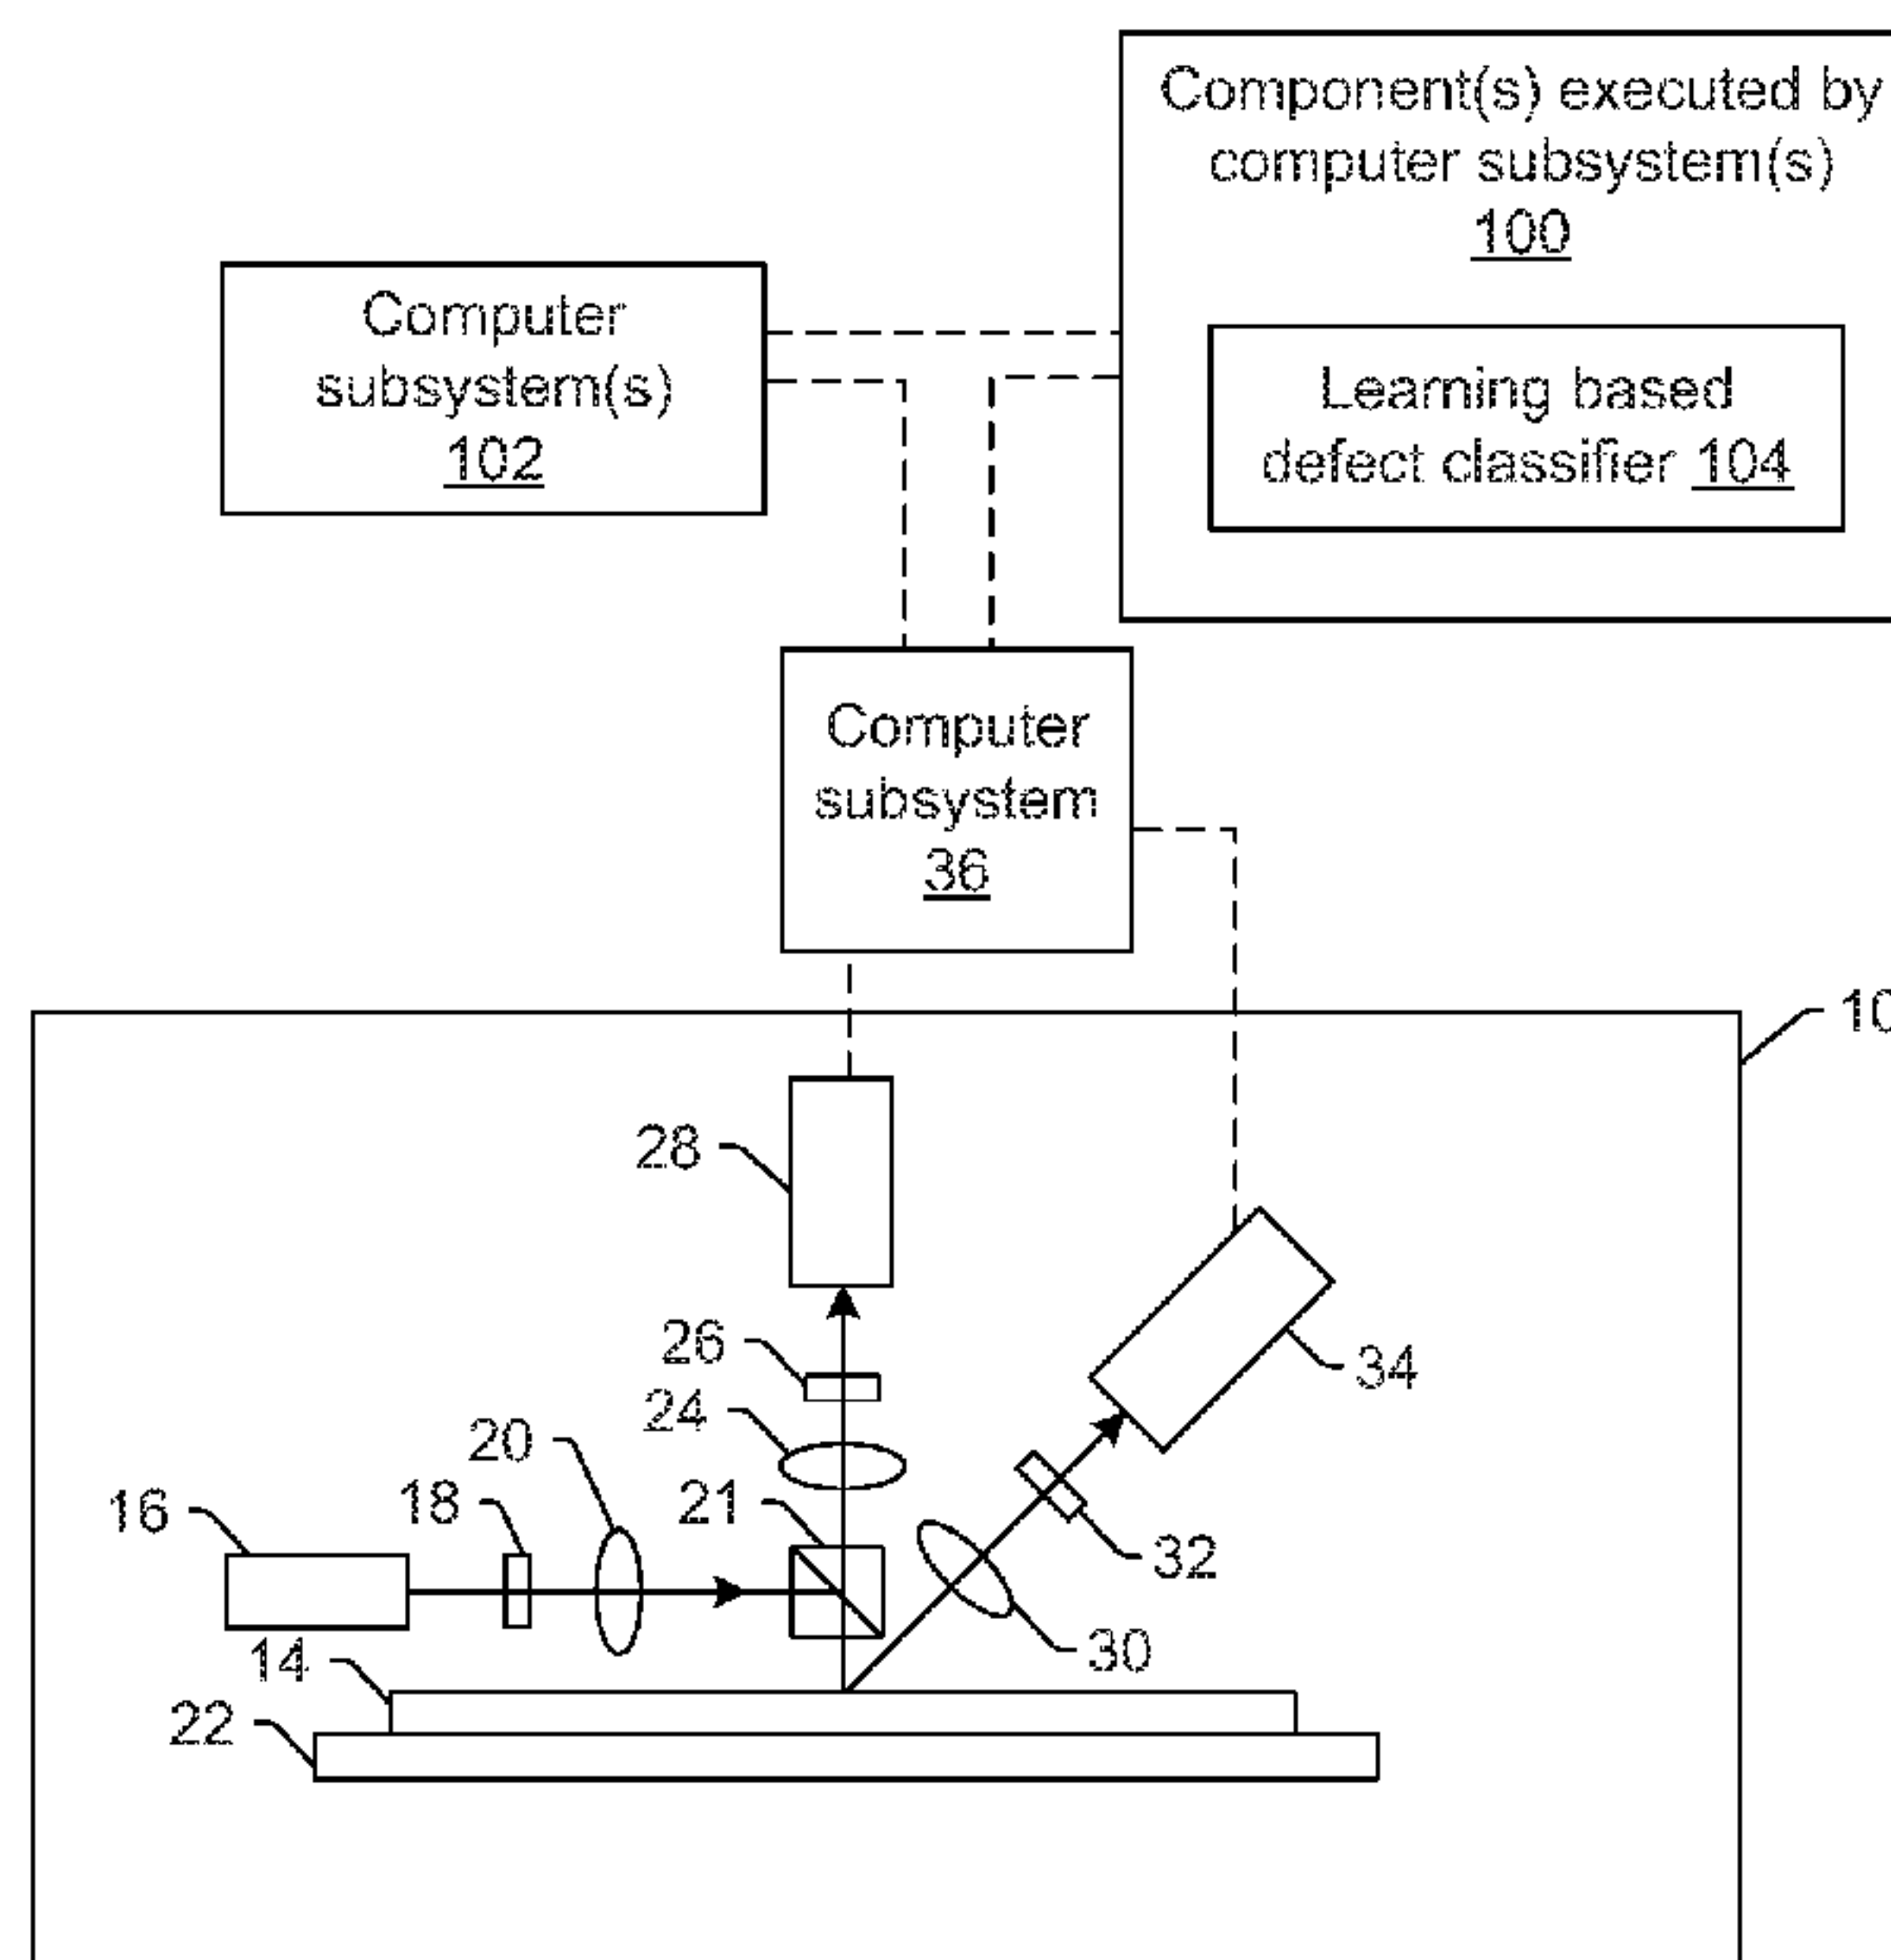 Component(s) executed by
computer subsystem(s)
100
Computer
subsystem(s)
102
Learning based
defect classifier 104
Computer
subsystem
36
10
28
26
34
24
20
21
18
16
32
30
14
22